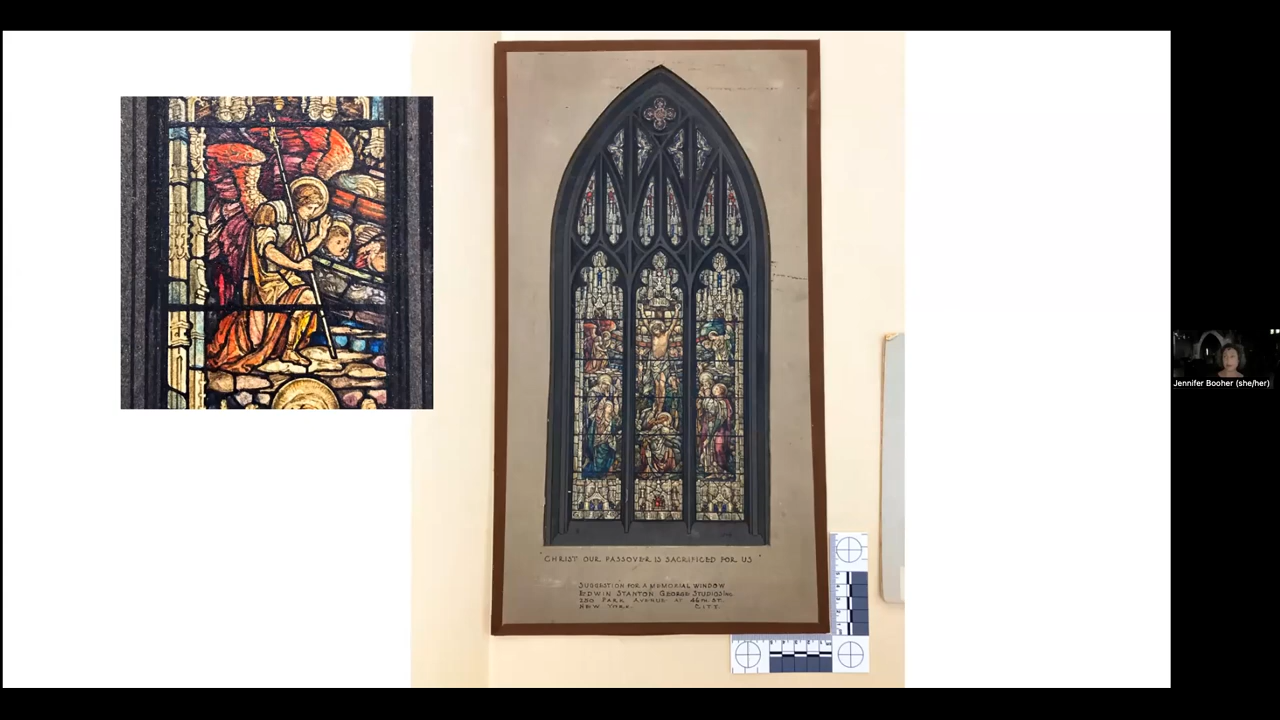 "CHRIST OUR PASSOVER IS SACRIFICED FOR US"
SUGGESTION FOR A MEMORIAL WINDOW
EDWIN STANTON GEORGE STUDIOS INC
250 PARK AVENUE AT 46TH ST.
NEW YORK CITY.
Jennifer Booher (she/her)